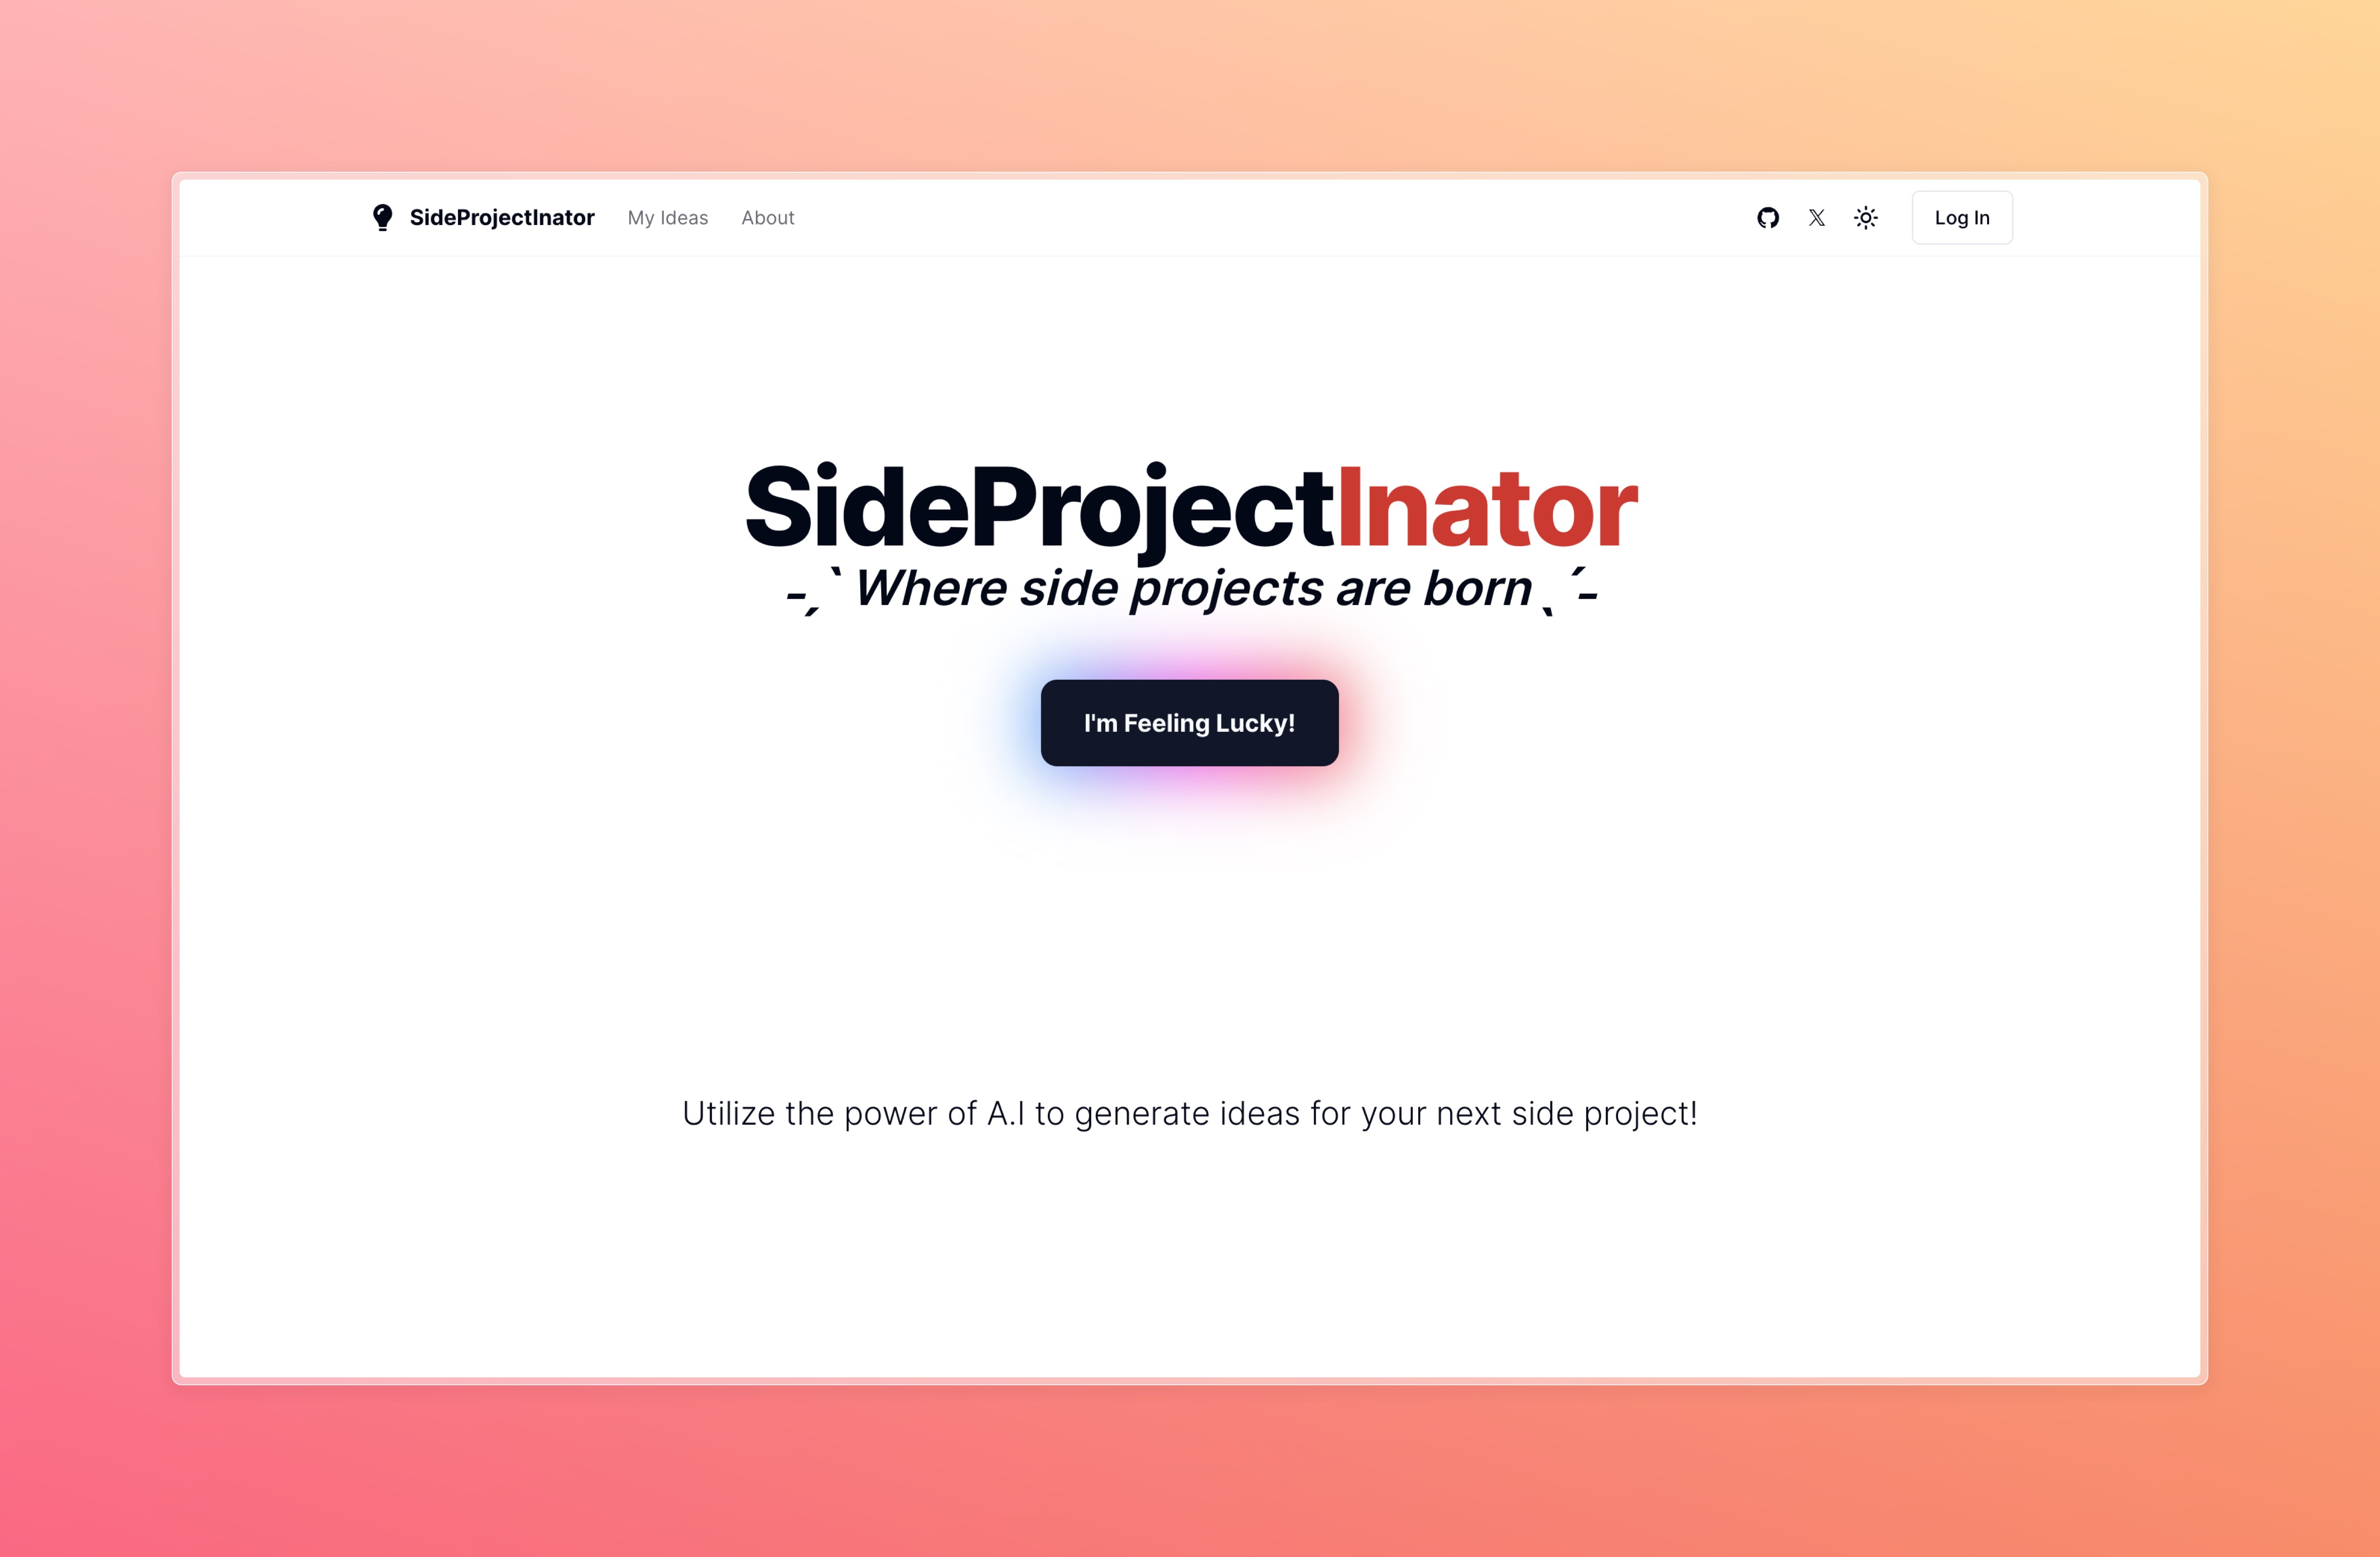 SideProjectInator My Ideas About Log In
SideProjectInator
-ˏˋ Where side projects are born ˎˊ-
I'm Feeling Lucky!
Utilize the power of A.I to generate ideas for your next side project!